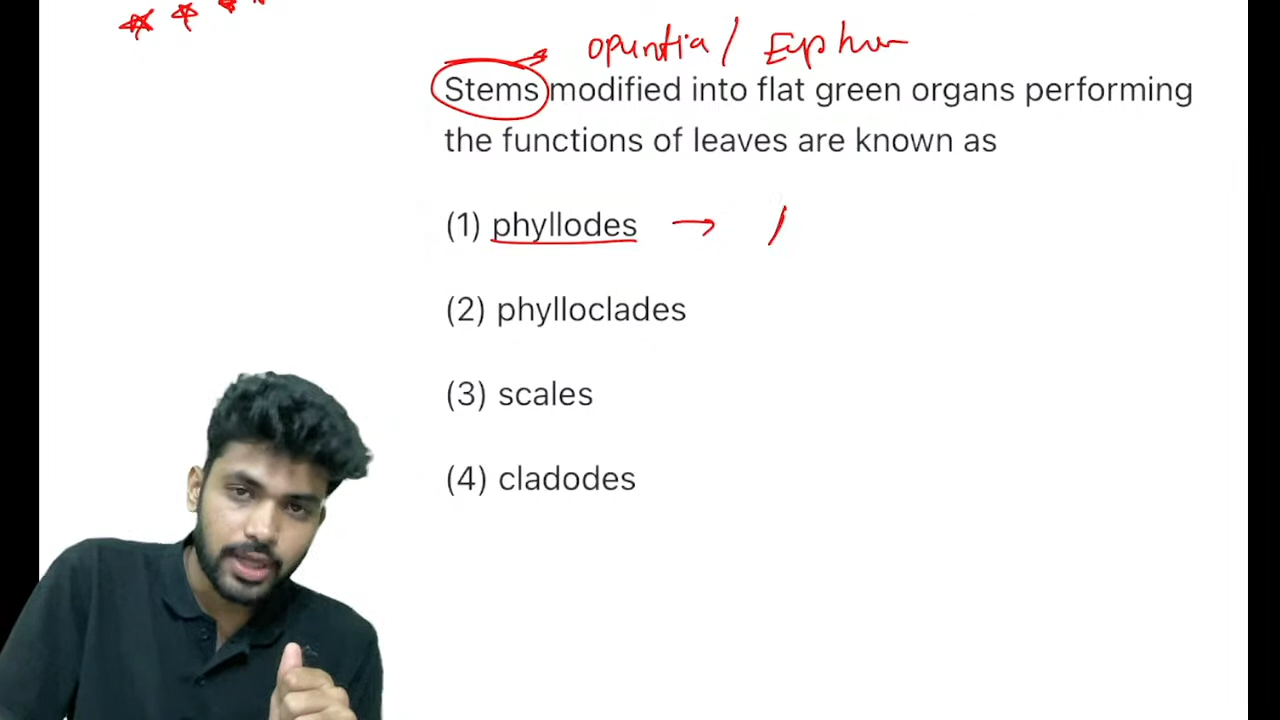 opuntia /
Stems modified into flat green organs performing
the functions of leaves are known as
(1) phyllodes →
(2) phylloclades
(3) scales
(4) cladodes